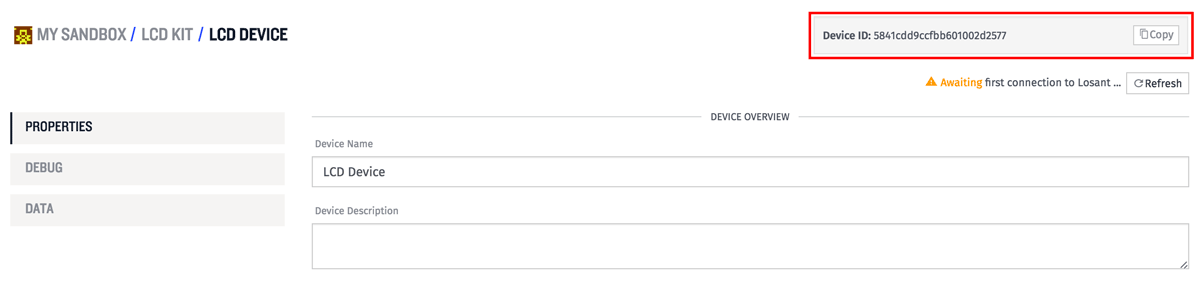 MY SANDBOX / LCD KIT / LCD DEVICE
Device ID: 5841cdd9ccfbb601002d2577
Copy
Awaiting first connection to Losant ...
Refresh
PROPERTIES
DEBUG
DATA
DEVICE OVERVIEW
Device Name
LCD Device
Device Description